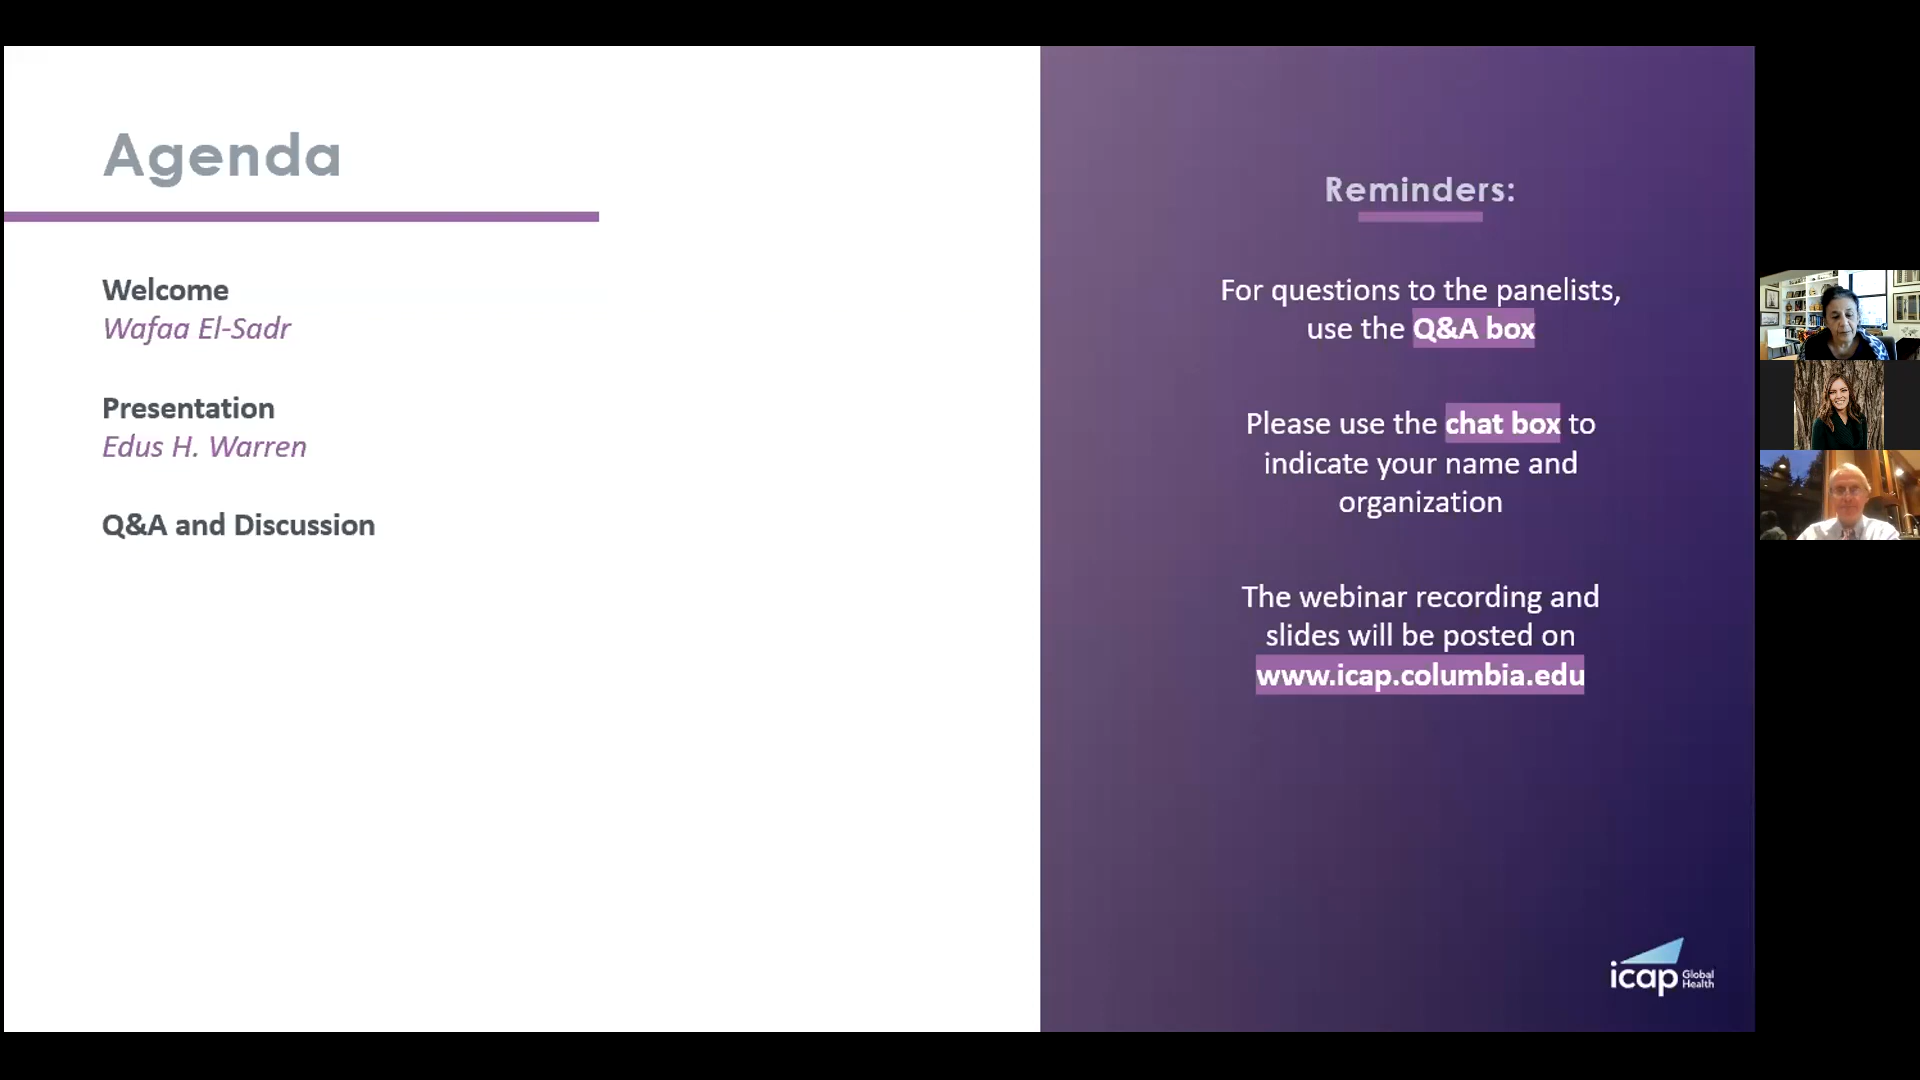 Agenda
Welcome
Wafaa El-Sadr
Presentation
Edus H. Warren
Q&A and Discussion
Reminders:
For questions to the panelists,
use the Q&A box
Please use the chat box to
indicate your name and
organization
The webinar recording and
slides will be posted on
www.icap.columbia.edu
icap Global
Health